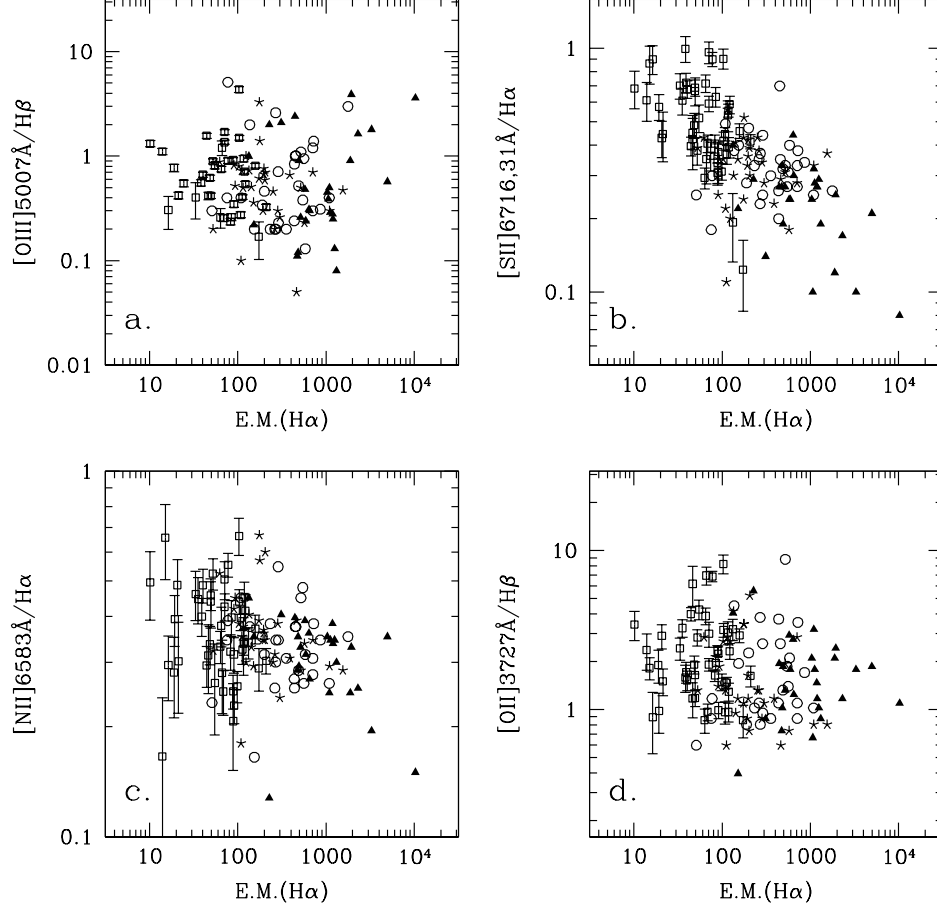 [OIII]5007Å/Hβ
10
1
0.1
0.01
a.
10 100 1000 10⁴
E.M.(Hα)
[SII]6716,31Å/Hα
1
0.1
b.
10 100 1000 10⁴
E.M.(Hα)
[NII]6583Å/Hα
1
0.1
c.
10 100 1000 10⁴
E.M.(Hα)
[OII]3727Å/Hβ
10
1
d.
10 100 1000 10⁴
E.M.(Hα)